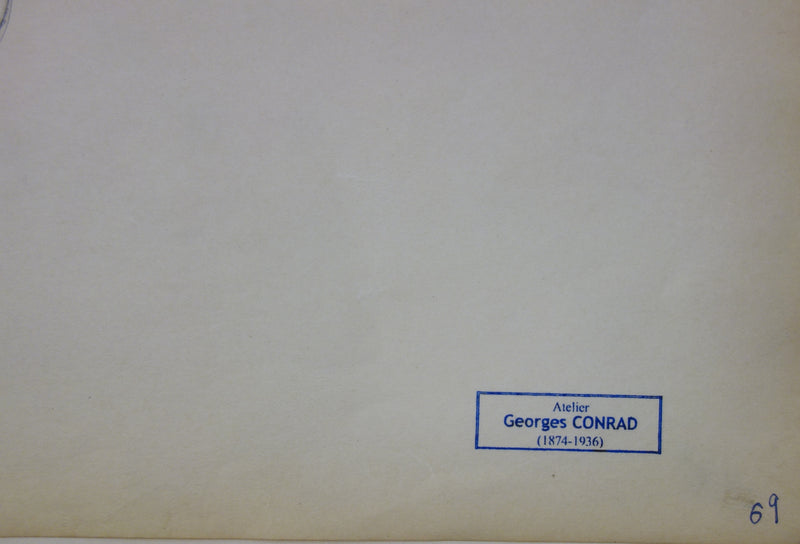 Atelier
Georges CONRAD
(1874-1936)
69